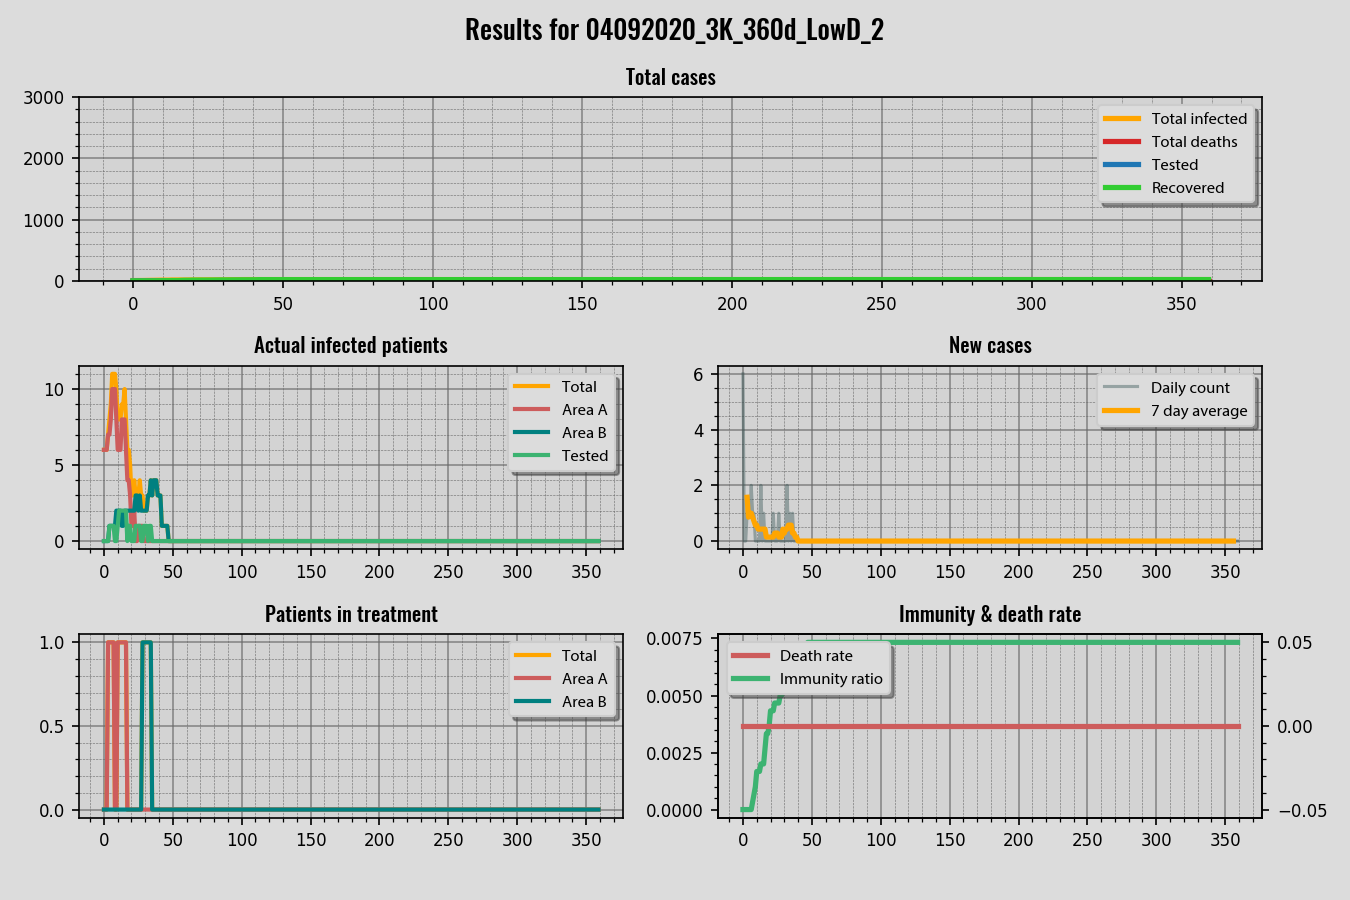 Results for 04092020_3K_360d_LowD_2
Total cases
3000
2000
1000
0
Total infected
Total deaths
Tested
Recovered
0 50 100 150 200 250 300 350
Actual infected patients
10
5
0
Total
Area A
Area B
Tested
0 50 100 150 200 250 300 350
New cases
6
4
2
0
Daily count
7 day average
0 50 100 150 200 250 300 350
Patients in treatment
1.0
0.5
0.0
Total
Area A
Area B
0 50 100 150 200 250 300 350
Immunity & death rate
0.0075
0.0050
0.0025
0.0000
Death rate
Immunity ratio
0.05
0.00
−0.05
0 50 100 150 200 250 300 350